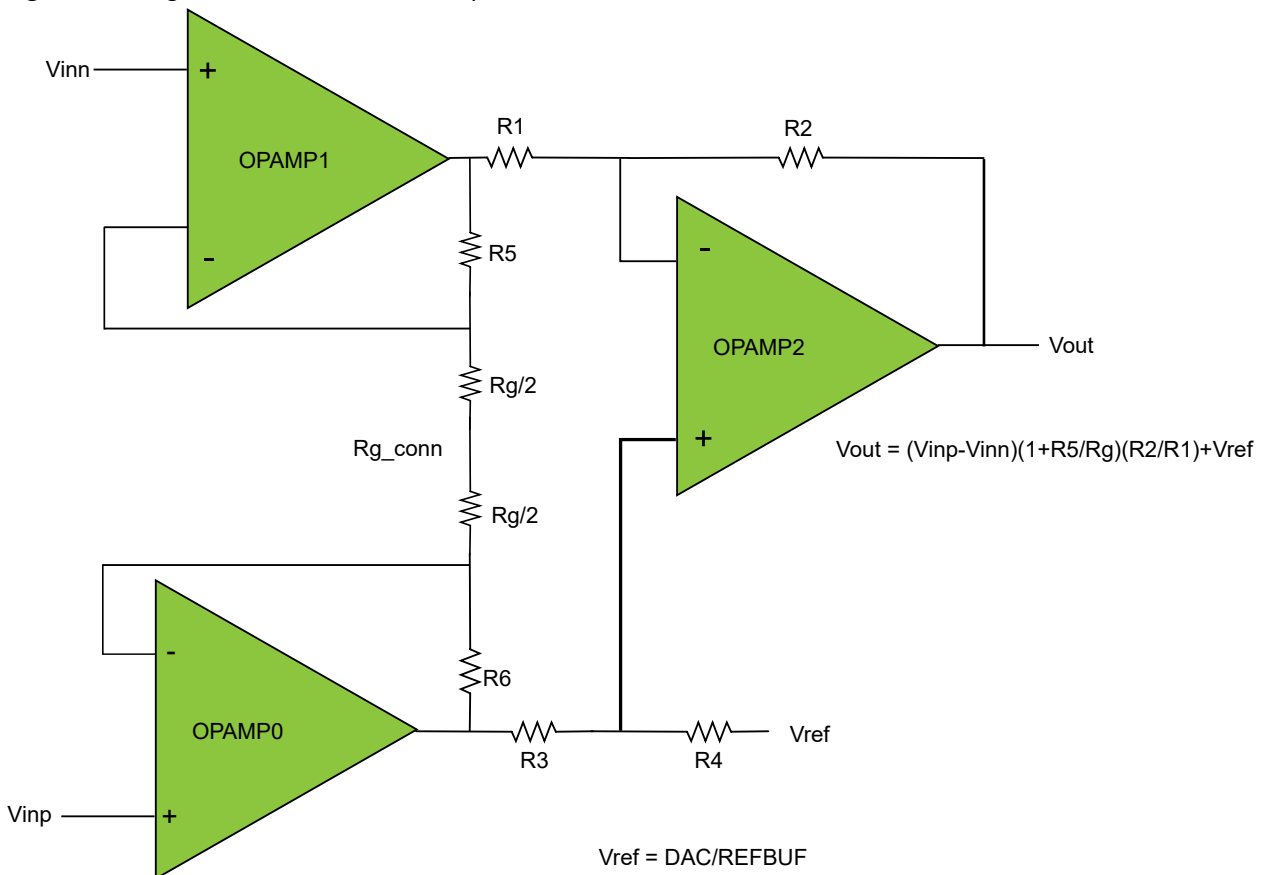 Vinn
+
OPAMP1
-
R1
R2
R5
-
OPAMP2
+
Vout
Rg/2
Rg_conn
Vout = (Vinp-Vinn)(1+R5/Rg)(R2/R1)+Vref
Rg/2
-
R6
OPAMP0
R3
R4
Vref
Vinp
+
Vref = DAC/REFBUF